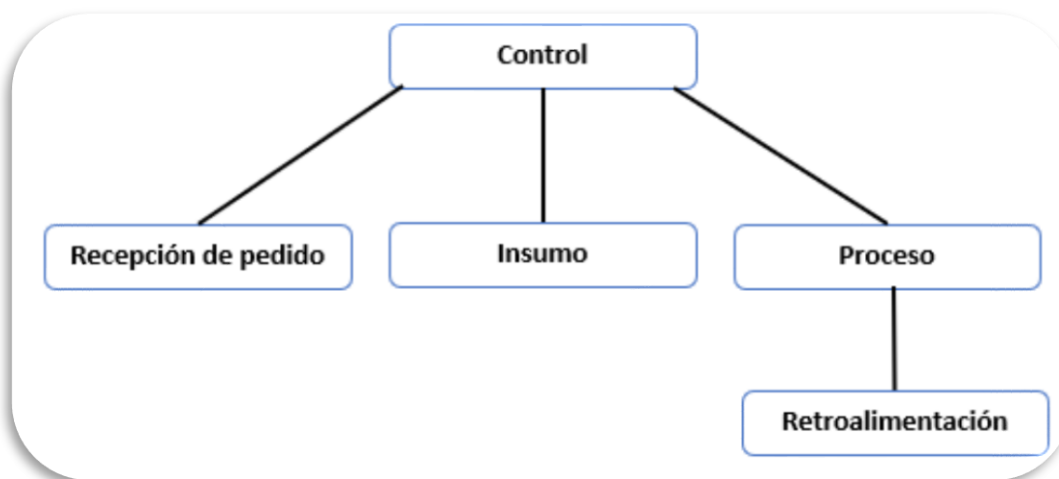 Control
Recepción de pedido
Insumo
Proceso
Retroalimentación